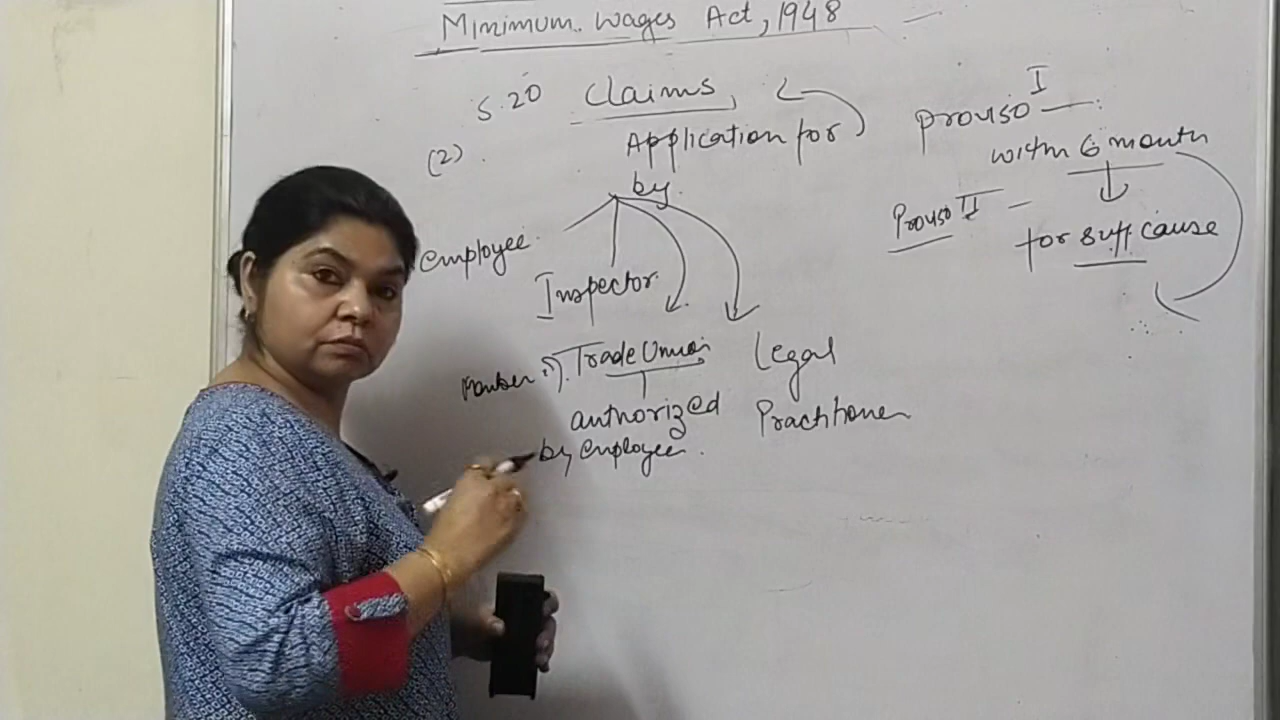 Minimum Wages Act, 1948
S.20 Claims,
(2).
Application for
by.
employee.
Inspector
Member of Trade Union
authorized
by employee.
Legal
Practitioner
Proviso I
within 6 month
Proviso II -
for suff cause